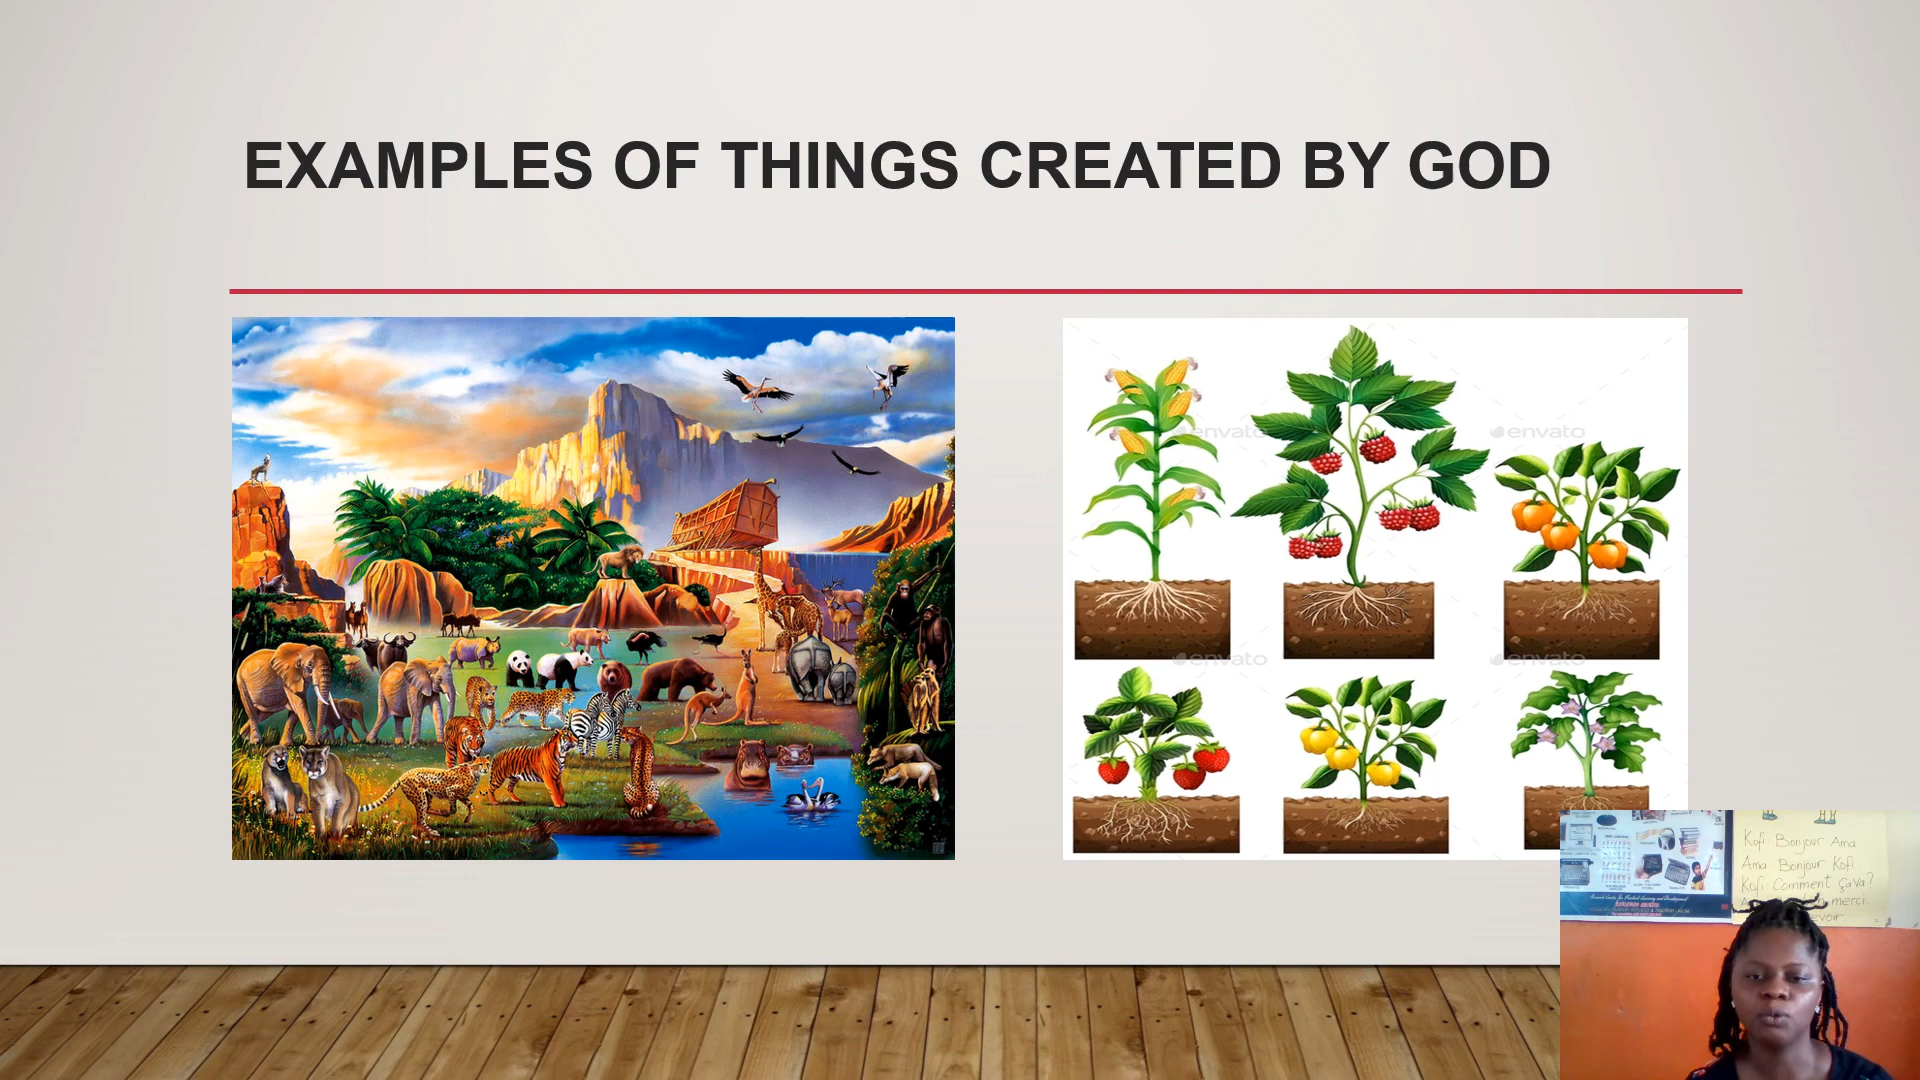 EXAMPLES OF THINGS CREATED BY GOD
envato
envato
envato
envato
Kofi: Bonjour Ama
Ama Bonjour Kofi
Kofi: Comment ça va?
merci.